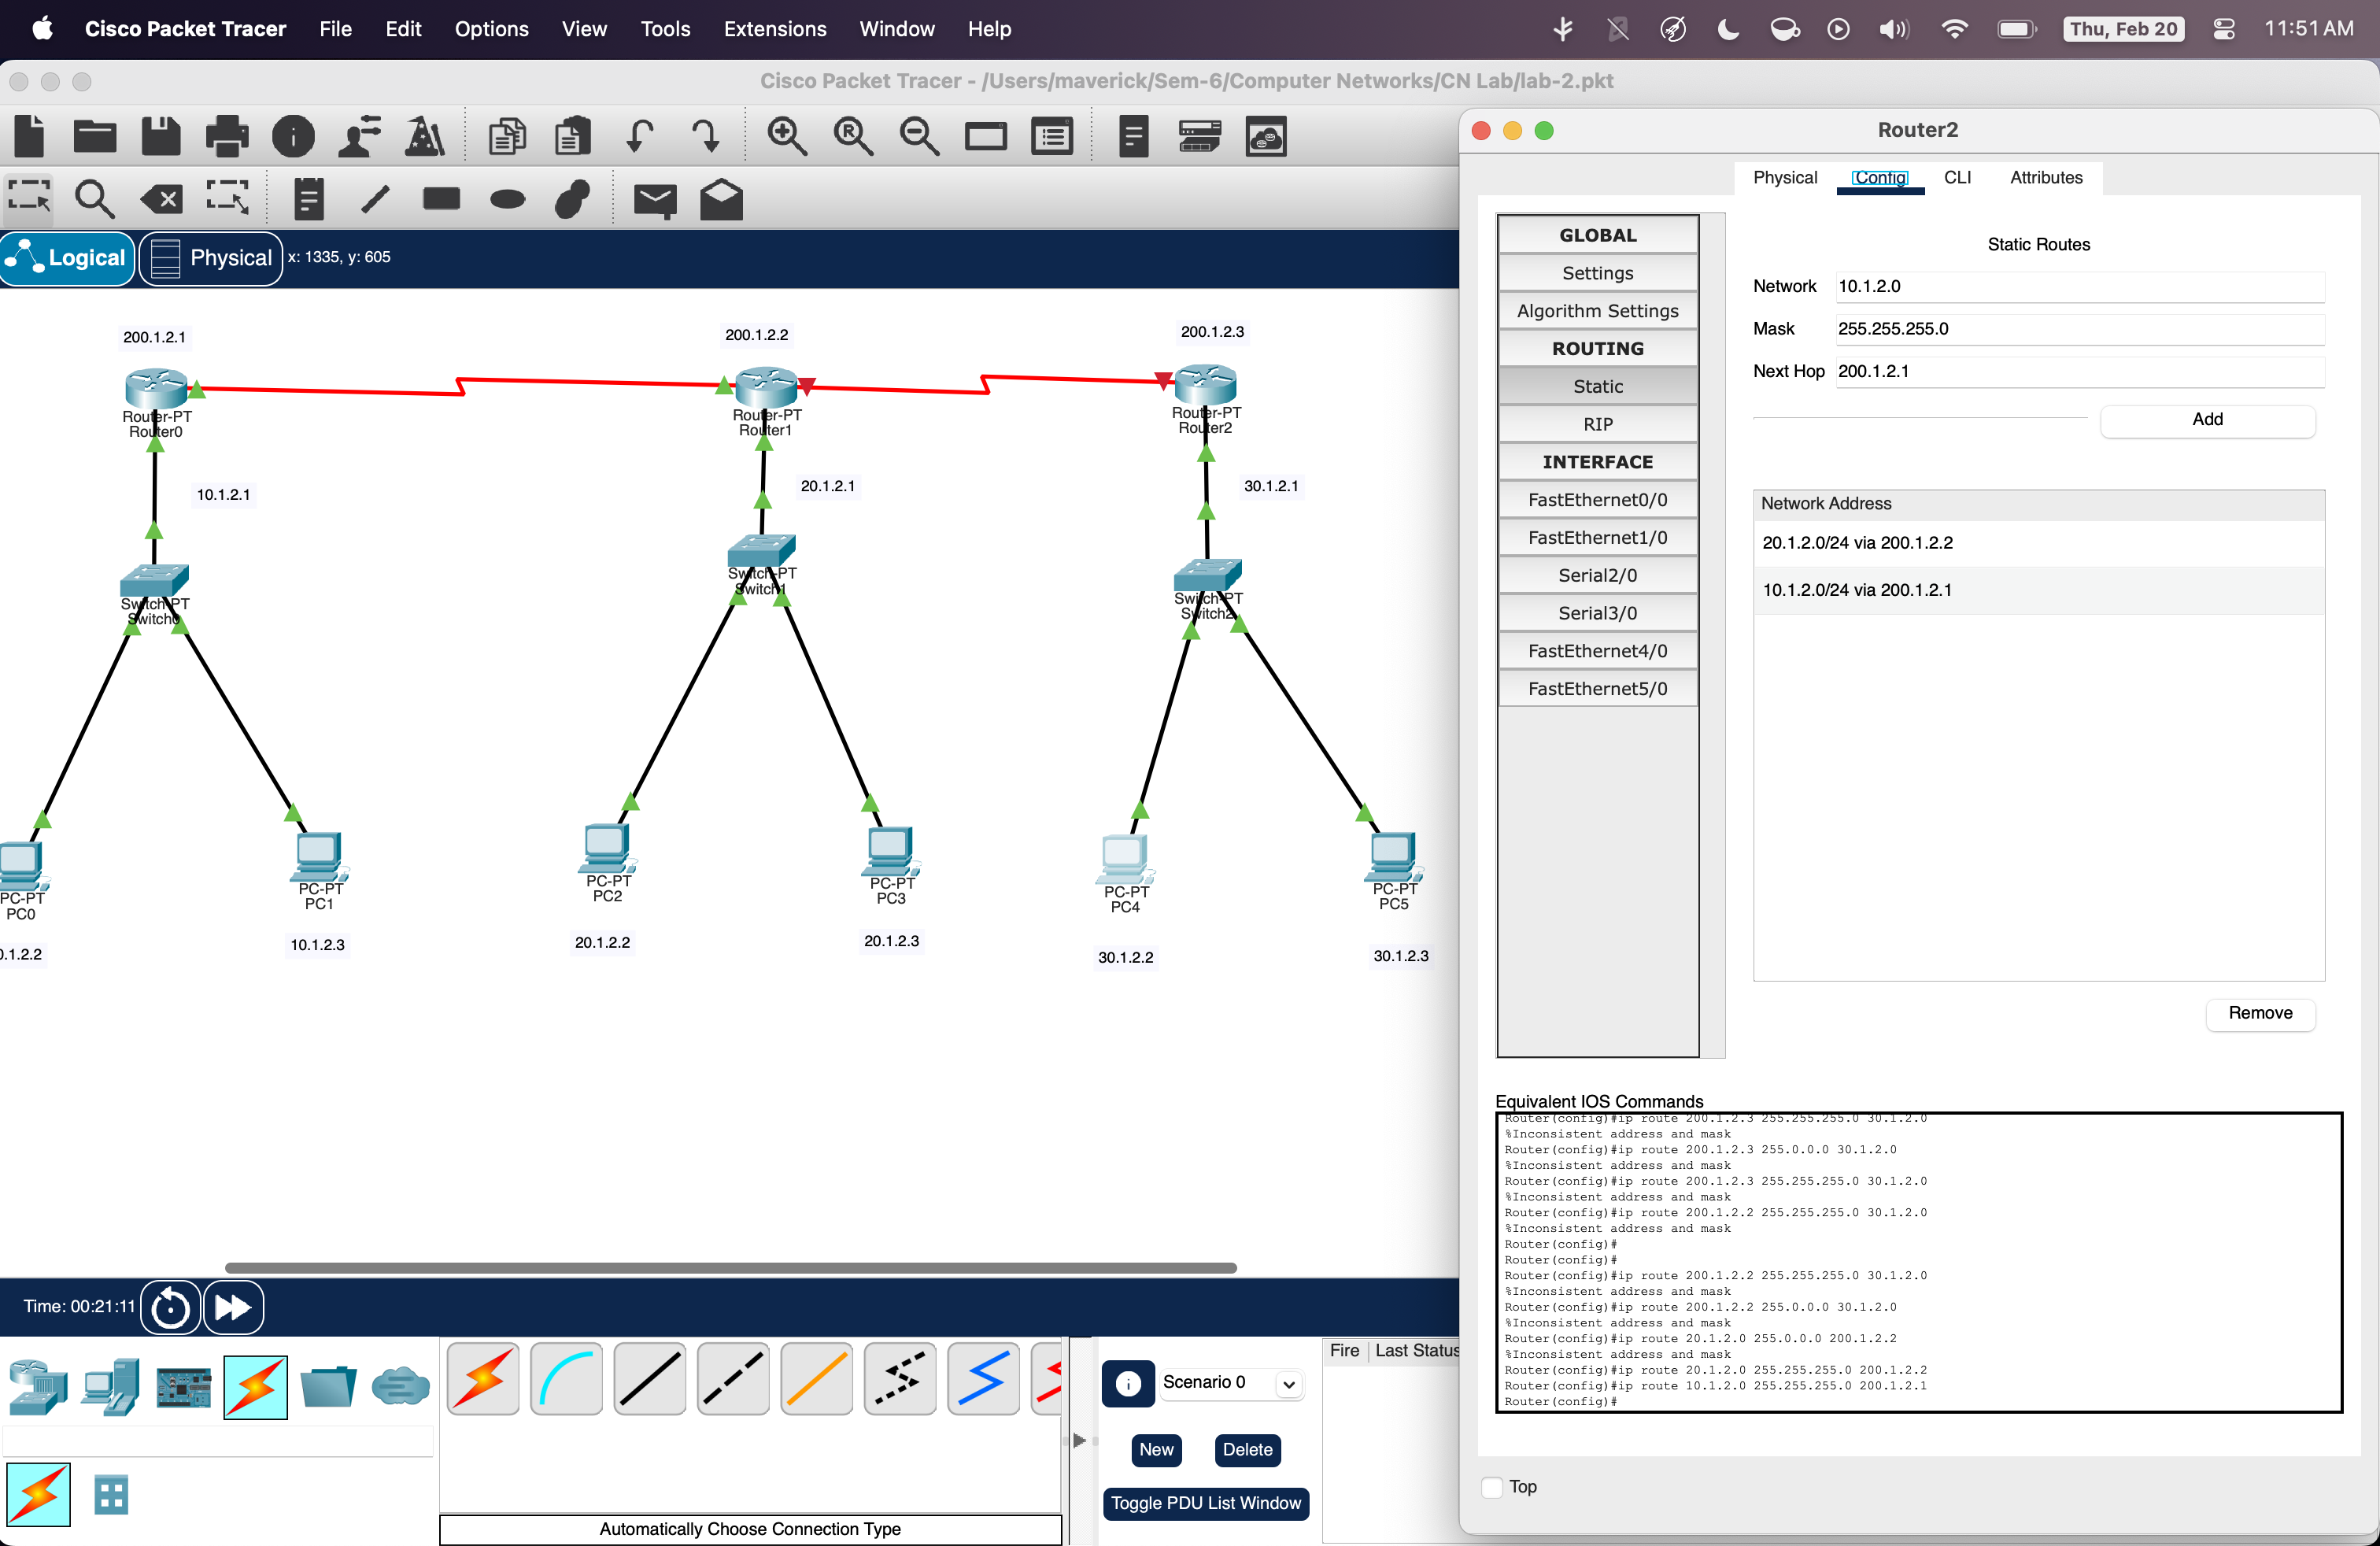 Cisco Packet Tracer File Edit Options View Tools Extensions Window Help Thu, Feb 20 11:51 AM
Cisco Packet Tracer - /Users/maverick/Sem-6/Computer Networks/CN Lab/lab-2.pkt
Logical Physical x: 1335, y: 605
200.1.2.1
200.1.2.2
200.1.2.3
Router-PT
Router0
Router-PT
Router1
Router-PT
Router2
10.1.2.1
20.1.2.1
30.1.2.1
Switch-PT
Switch0
Switch-PT
Switch1
Switch-PT
Switch2
PC-PT
PC0
PC-PT
PC1
PC-PT
PC2
PC-PT
PC3
PC-PT
PC4
PC-PT
PC5
0.1.2.2
10.1.2.3
20.1.2.2
20.1.2.3
30.1.2.2
30.1.2.3
Time: 00:21:11
Automatically Choose Connection Type
Scenario 0
New Delete
Toggle PDU List Window
Fire Last Status
Router2
Physical Config CLI Attributes
GLOBAL
Settings
Algorithm Settings
ROUTING
Static
RIP
INTERFACE
FastEthernet0/0
FastEthernet1/0
Serial2/0
Serial3/0
FastEthernet4/0
FastEthernet5/0
Static Routes
Network 10.1.2.0
Mask 255.255.255.0
Next Hop 200.1.2.1
Add
Network Address
20.1.2.0/24 via 200.1.2.2
10.1.2.0/24 via 200.1.2.1
Remove
Equivalent IOS Commands
Router(config)#ip route 200.1.2.3 255.255.255.0 30.1.2.0
%Inconsistent address and mask
Router(config)#ip route 200.1.2.3 255.0.0.0 30.1.2.0
%Inconsistent address and mask
Router(config)#ip route 200.1.2.3 255.255.255.0 30.1.2.0
%Inconsistent address and mask
Router(config)#ip route 200.1.2.2 255.255.255.0 30.1.2.0
%Inconsistent address and mask
Router(config)#
Router(config)#
Router(config)#ip route 200.1.2.2 255.255.255.0 30.1.2.0
%Inconsistent address and mask
Router(config)#ip route 200.1.2.2 255.0.0.0 30.1.2.0
%Inconsistent address and mask
Router(config)#ip route 20.1.2.0 255.0.0.0 200.1.2.2
%Inconsistent address and mask
Router(config)#ip route 20.1.2.0 255.255.255.0 200.1.2.2
Router(config)#ip route 10.1.2.0 255.255.255.0 200.1.2.1
Router(config)#
Top